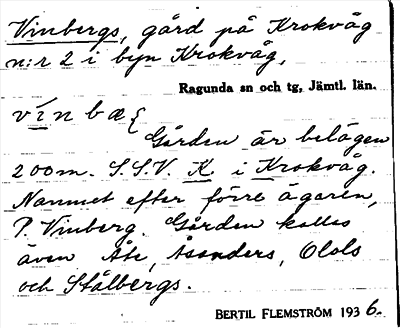 Vinbergs, gård på Krokvåg
n:r 2 i byn Krokvåg,
Ragunda sn och tg, Jämtl. län.
vinbæ{
Gården är belägen
200 m. S.S.V. K i Krokvåg.
Namnet efter förre ägaren,
P. Vinberg. Gården kallas
även Åte, Åsanders, Olols
och Stålbergs.
BERTIL FLEMSTRÖM 1936.